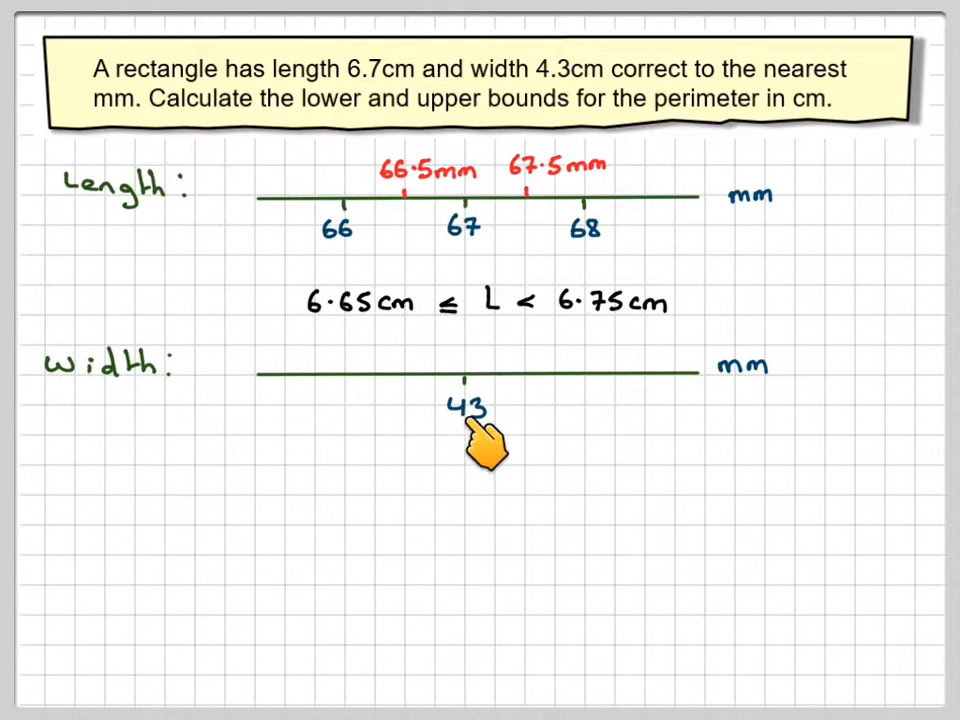 A rectangle has length 6.7cm and width 4.3cm correct to the nearest
mm. Calculate the lower and upper bounds for the perimeter in cm.
Length:
66.5mm 67.5mm
mm
66 67 68
6.65cm ≤ L < 6.75cm
Width:
mm
43